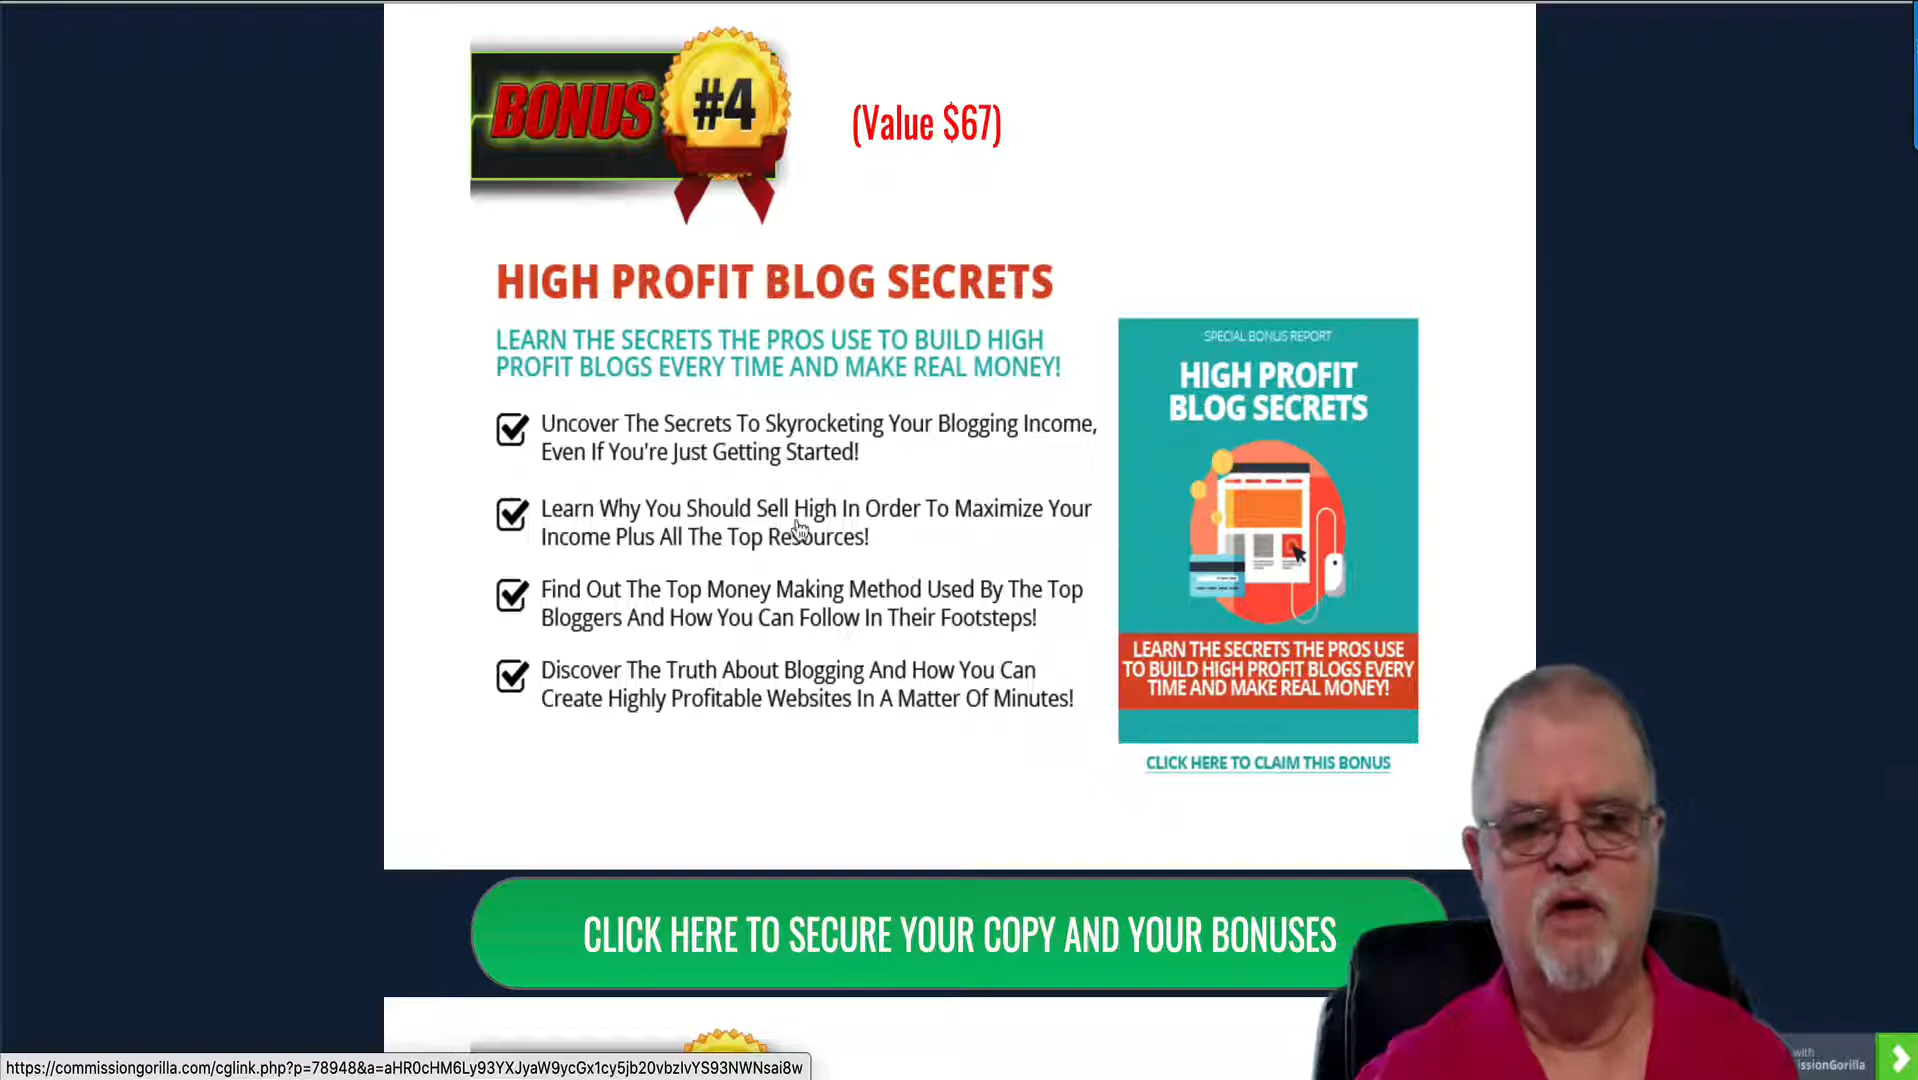 BONUS #4
(Value $67)
HIGH PROFIT BLOG SECRETS
LEARN THE SECRETS THE PROS USE TO BUILD HIGH
PROFIT BLOGS EVERY TIME AND MAKE REAL MONEY!
Uncover The Secrets To Skyrocketing Your Blogging Income,
Even If You're Just Getting Started!
Learn Why You Should Sell High In Order To Maximize Your
Income Plus All The Top Resources!
Find Out The Top Money Making Method Used By The Top
Bloggers And How You Can Follow In Their Footsteps!
Discover The Truth About Blogging And How You Can
Create Highly Profitable Websites In A Matter Of Minutes!
SPECIAL BONUS REPORT
HIGH PROFIT
BLOG SECRETS
LEARN THE SECRETS THE PROS USE
TO BUILD HIGH PROFIT BLOGS EVERY
TIME AND MAKE REAL MONEY!
CLICK HERE TO CLAIM THIS BONUS
CLICK HERE TO SECURE YOUR COPY AND YOUR BONUSES
with
issionGorilla